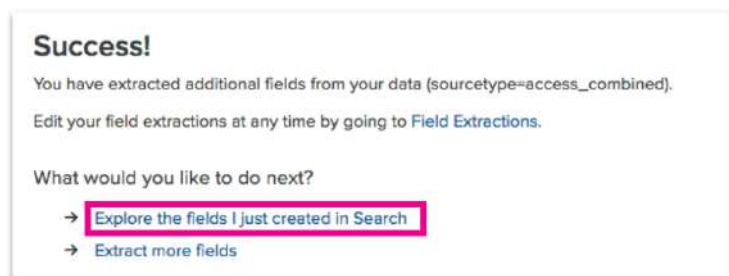 Success!
You have extracted additional fields from your data (sourcetype=access_combined).
Edit your field extractions at any time by going to Field Extractions.
What would you like to do next?
→ Explore the fields I just created in Search
→ Extract more fields